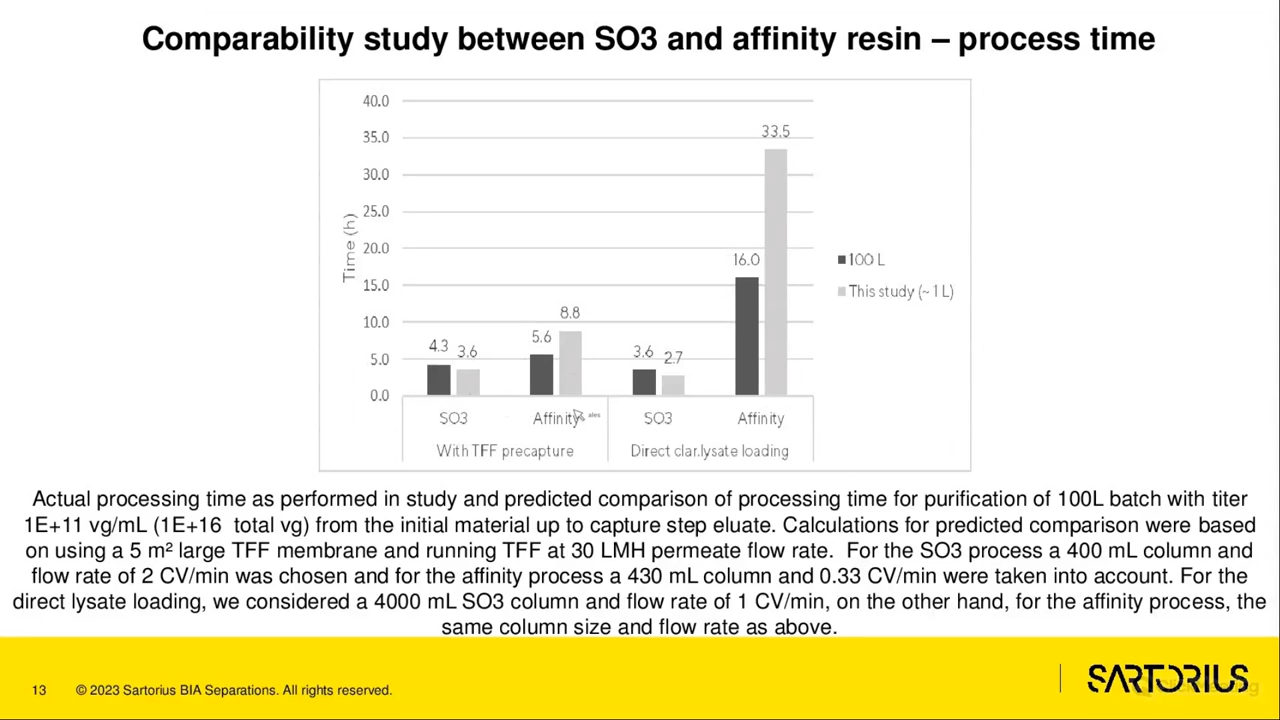 Comparability study between SO3 and affinity resin – process time
40.0
35.0
30.0
25.0
20.0
15.0
10.0
5.0
0.0
Time (h)
4.3
3.6
5.6
8.8
3.6
2.7
16.0
33.5
SO3
Affinity
SO3
Affinity
With TFF precapture
Direct clar.lysate loading
ales
100 L
This study (~ 1 L)
Actual processing time as performed in study and predicted comparison of processing time for purification of 100L batch with titer
1E+11 vg/mL (1E+16 total vg) from the initial material up to capture step eluate. Calculations for predicted comparison were based
on using a 5 m² large TFF membrane and running TFF at 30 LMH permeate flow rate. For the SO3 process a 400 mL column and
flow rate of 2 CV/min was chosen and for the affinity process a 430 mL column and 0.33 CV/min were taken into account. For the
direct lysate loading, we considered a 4000 mL SO3 column and flow rate of 1 CV/min, on the other hand, for the affinity process, the
same column size and flow rate as above.
13
© 2023 Sartorius BIA Separations. All rights reserved.
SARTORIUS